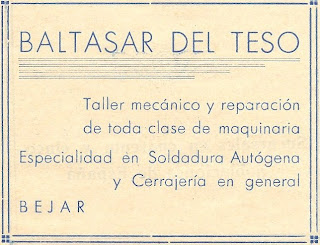 BALTASAR DEL TESO
Taller mecánico y reparación
de toda clase de maquinaria
Especialidad en Soldadura Autógena
y Cerrajería en general
BEJAR